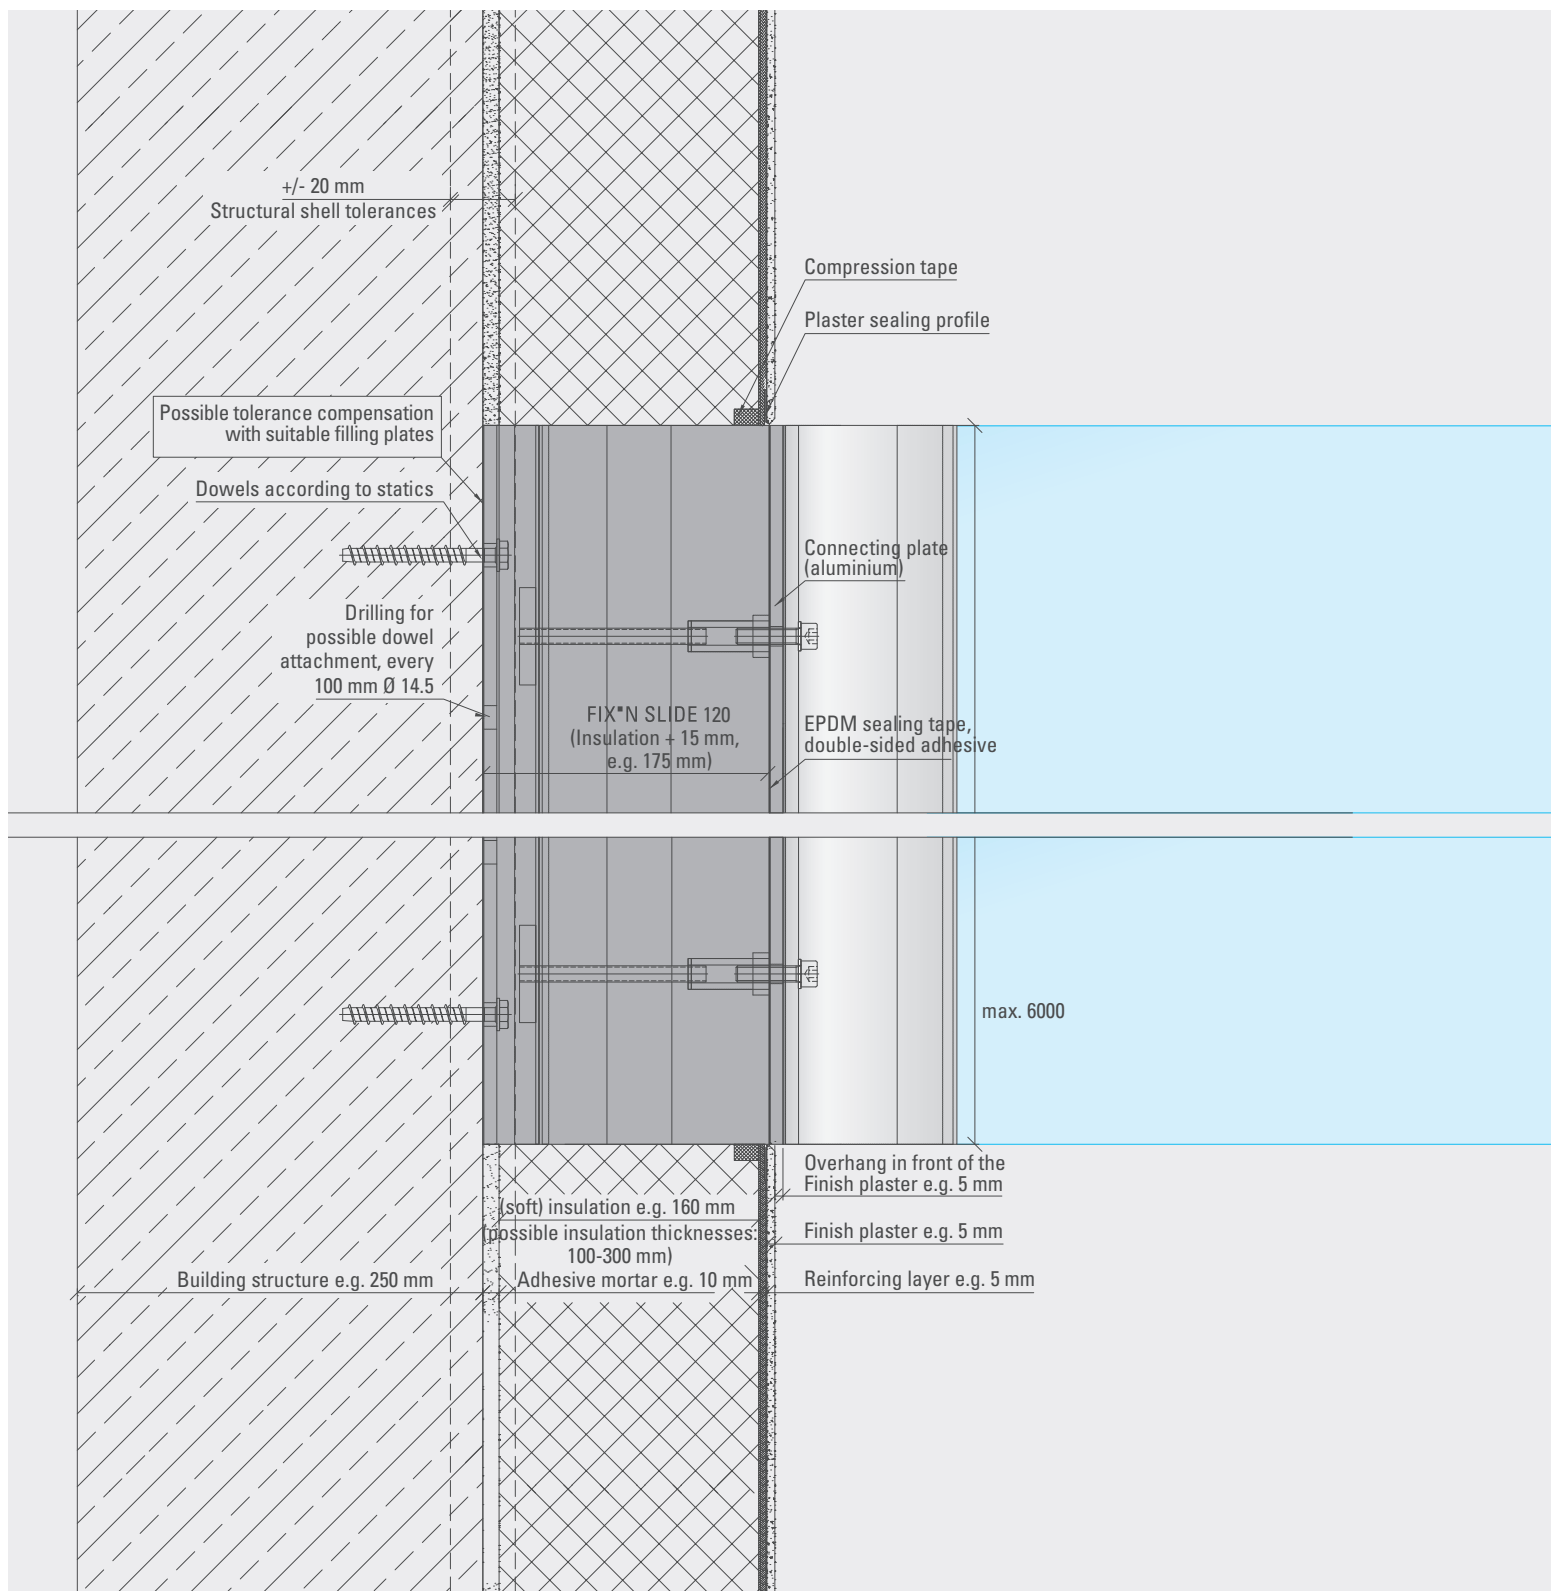 +/- 20 mm
Structural shell tolerances
Compression tape
Plaster sealing profile
Possible tolerance compensation
with suitable filling plates
Dowels according to statics
Connecting plate
(aluminium)
Drilling for
possible dowel
attachment, every
100 mm Ø 14.5
FIX▪N SLIDE 120
(Insulation + 15 mm,
e.g. 175 mm)
EPDM sealing tape,
double-sided adhesive
max. 6000
Overhang in front of the
Finish plaster e.g. 5 mm
(soft) insulation e.g. 160 mm
(possible insulation thicknesses:
100-300 mm)
Finish plaster e.g. 5 mm
Building structure e.g. 250 mm
Adhesive mortar e.g. 10 mm
Reinforcing layer e.g. 5 mm